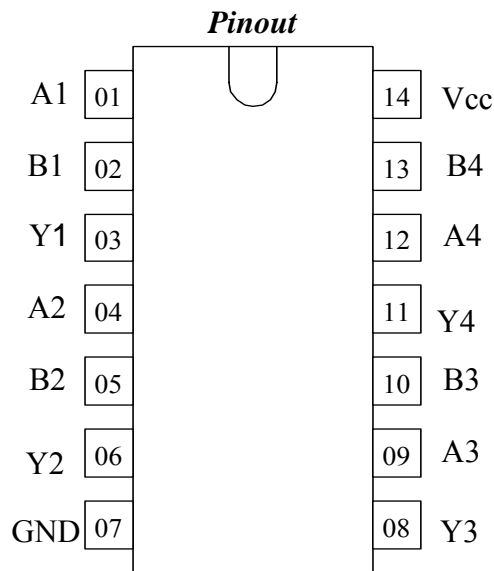 Pinout
A1 01 14 Vcc
B1 02 13 B4
Y1 03 12 A4
A2 04 11 Y4
B2 05 10 B3
Y2 06 09 A3
GND 07 08 Y3